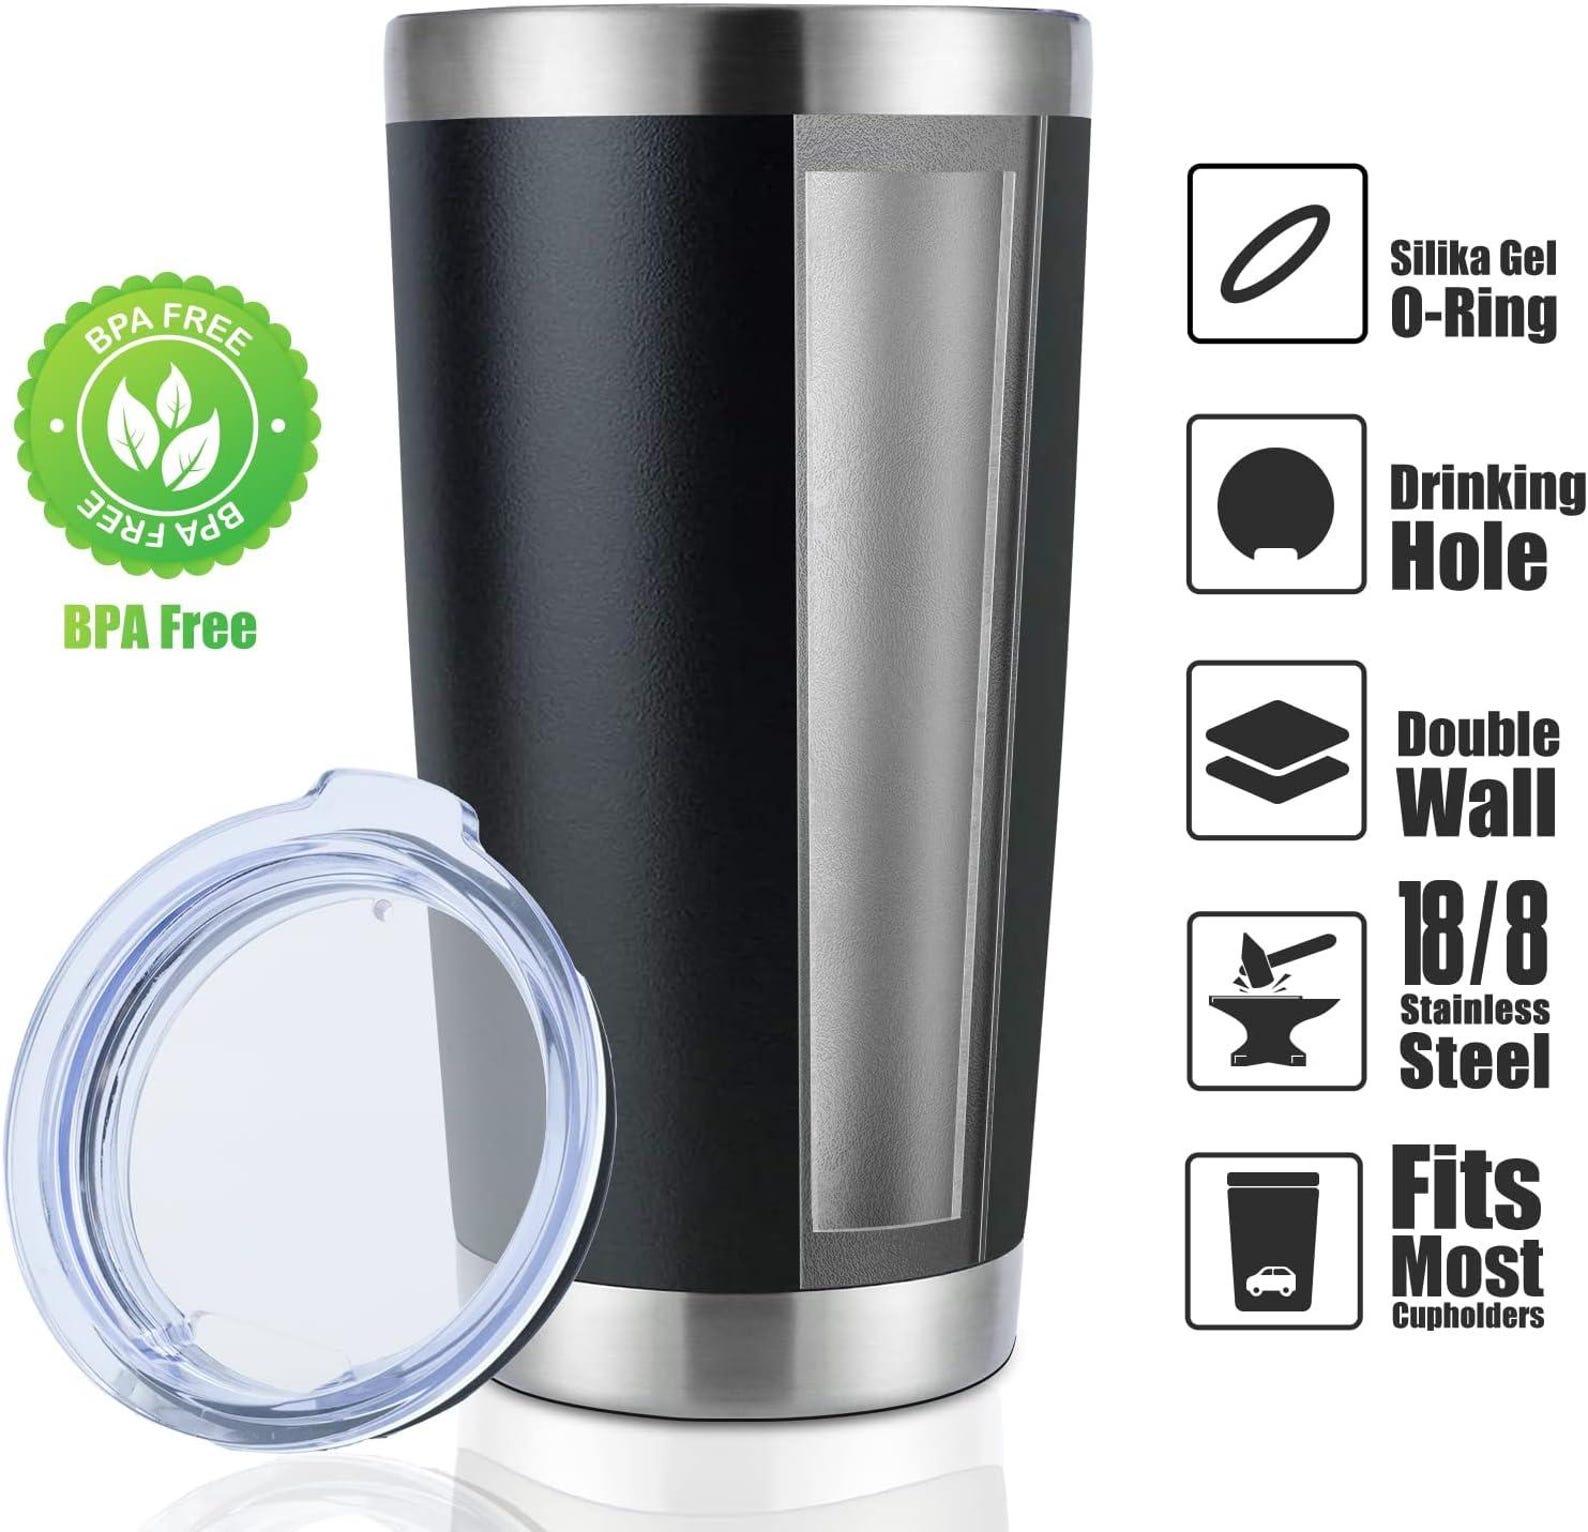 BPA FREE
BPA FREE
BPA Free
Silika Gel
O-Ring
Drinking
Hole
Double
Wall
18/8
Stainless
Steel
Fits
Most
Cupholders